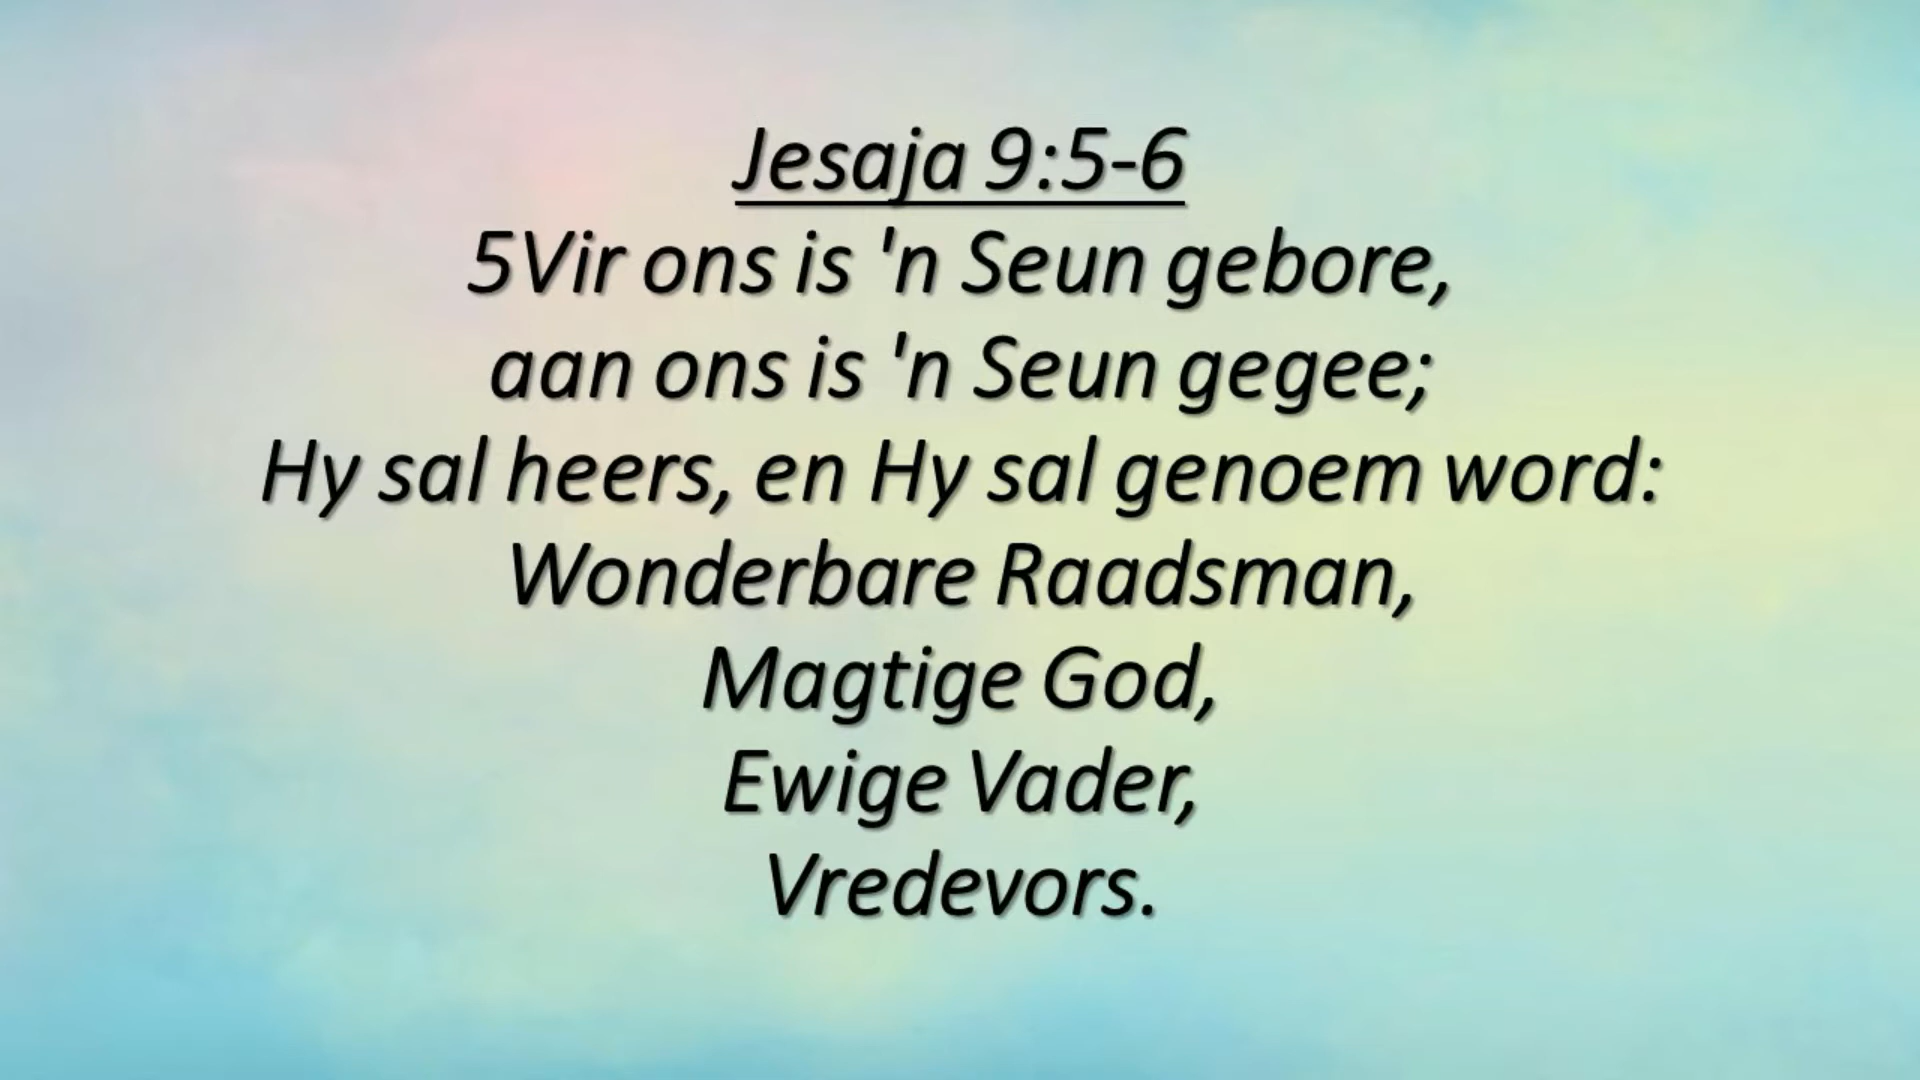 Jesaja 9:5-6
5Vir ons is 'n Seun gebore,
aan ons is 'n Seun gegee;
Hy sal heers, en Hy sal genoem word:
Wonderbare Raadsman,
Magtige God,
Ewige Vader,
Vredevors.